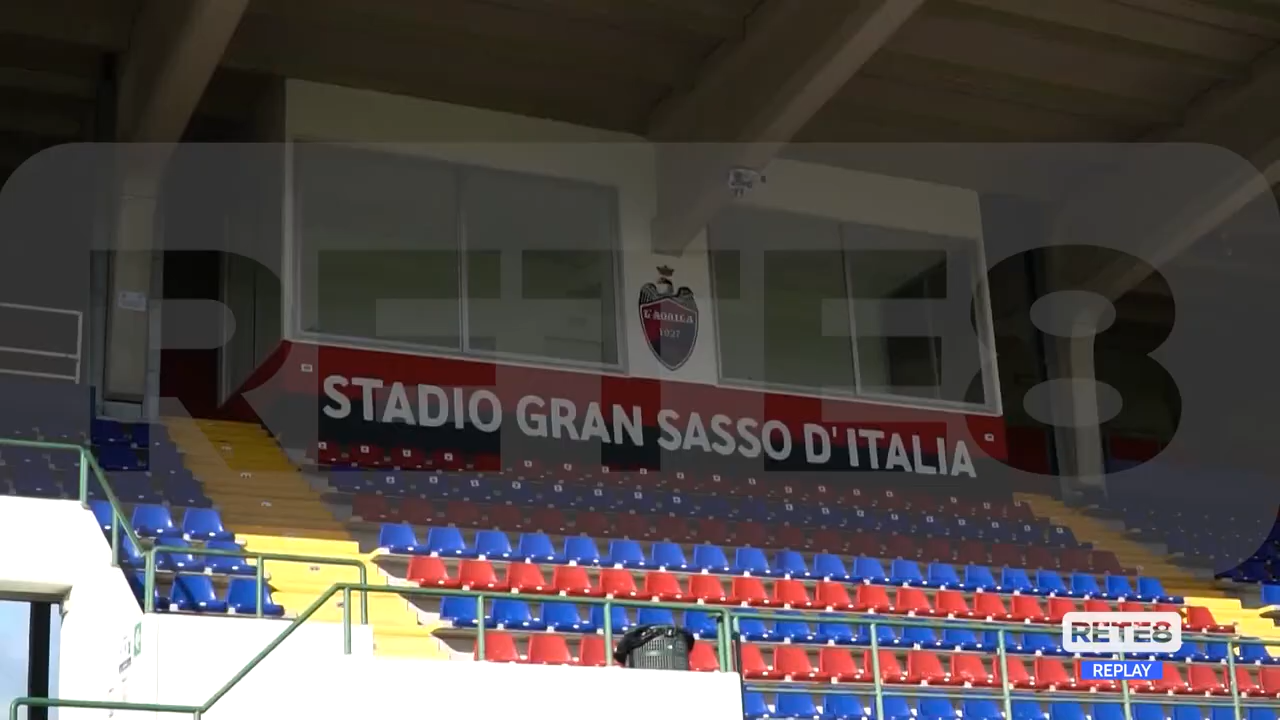 RETE8
L'AQUILA
1927
STADIO GRAN SASSO D'ITALIA
RETE8
REPLAY